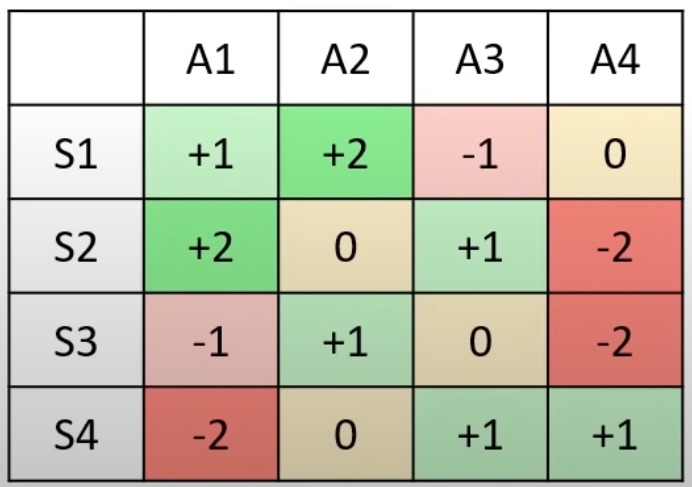 A1 A2 A3 A4
S1 +1 +2 -1 0
S2 +2 0 +1 -2
S3 -1 +1 0 -2
S4 -2 0 +1 +1